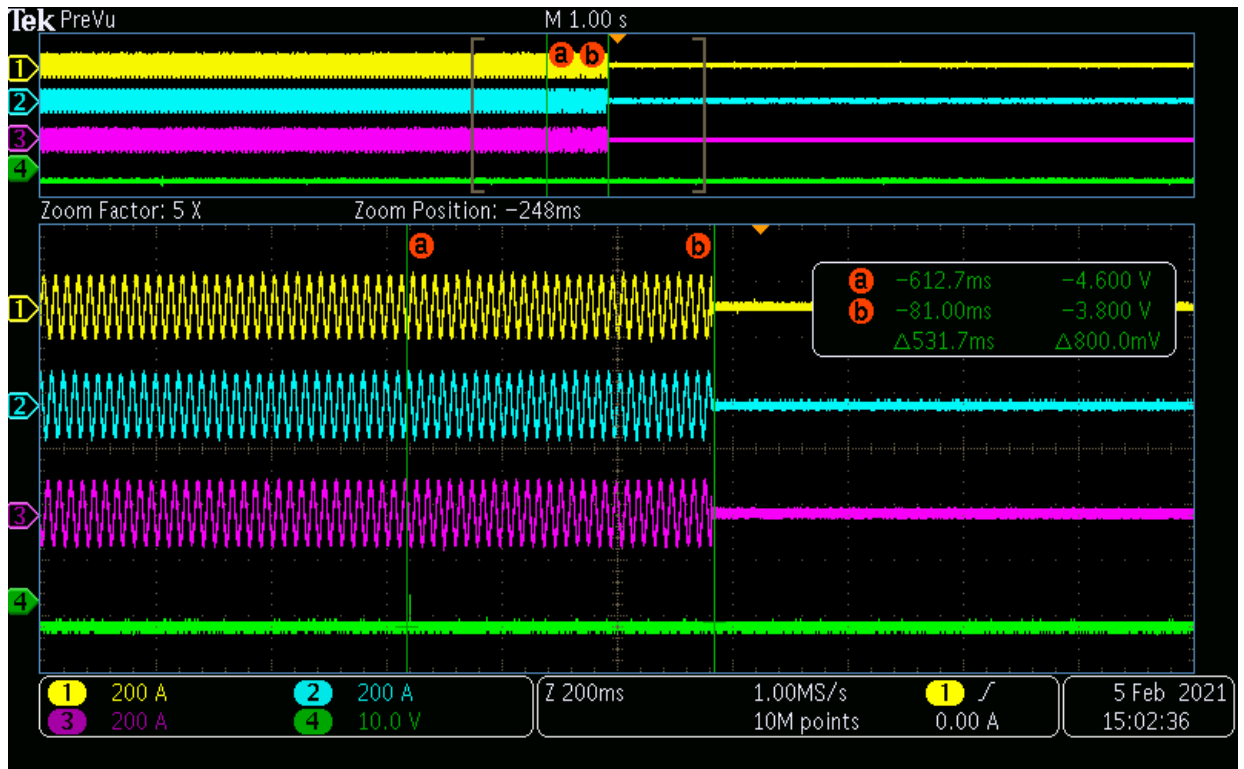 Tek PreVu M 1.00 s
a b
1
2
3
4
Zoom Factor: 5 X Zoom Position: −248ms
a b
a −612.7ms −4.600 V
1
b −81.00ms −3.800 V
△531.7ms △800.0mV
2
3
4
1 200 A 2 200 A Z 200ms 1.00MS/s 1 5 Feb 2021
3 200 A 4 10.0 V 10M points 0.00 A 15:02:36